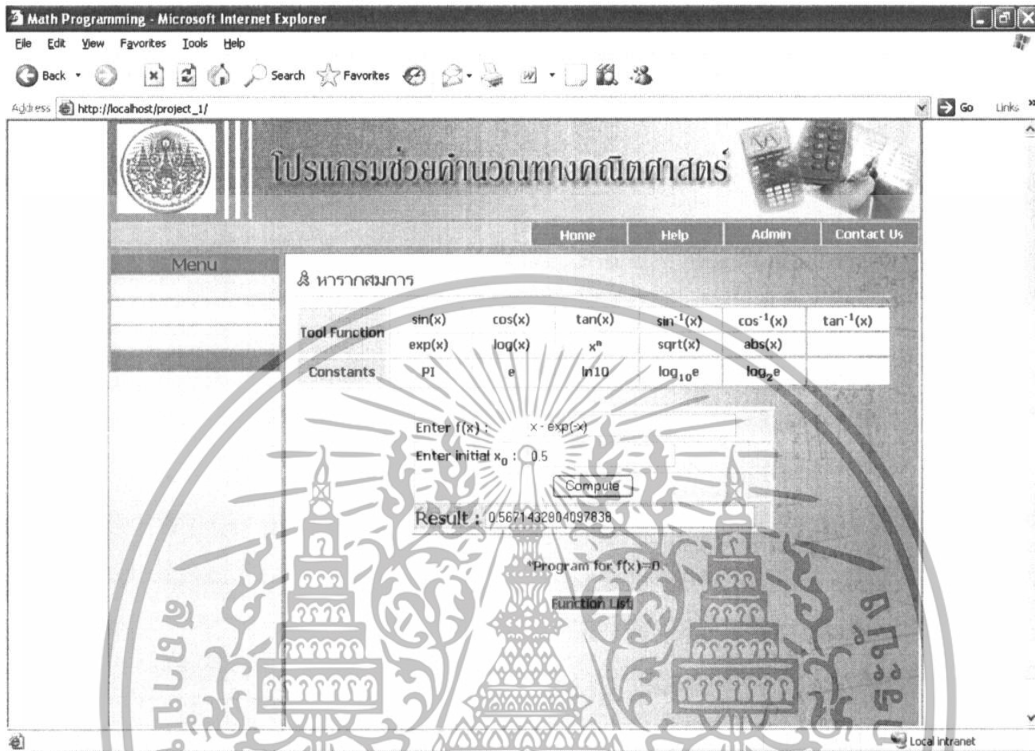 Math Programming - Microsoft Internet Explorer
File Edit View Favorites Tools Help
Back Search Favorites
Address http://localhost/project_1/ Go Links »
โปรแกรมช่วยคำนวณทางคณิตศาสตร์
Home Help Admin Contact Us
Menu
หารากสมการ
Tool Function sin(x) cos(x) tan(x) sin⁻¹(x) cos⁻¹(x) tan⁻¹(x)
exp(x) log(x) xⁿ sqrt(x) abs(x)
Constants PI e ln10 log₁₀e log₂e
Enter f(x) : x - exp(-x)
Enter initial x₀ : 0.5
Compute
Result : 0.5671432904097838
*Program for f(x)=0.
Function List
Local intranet